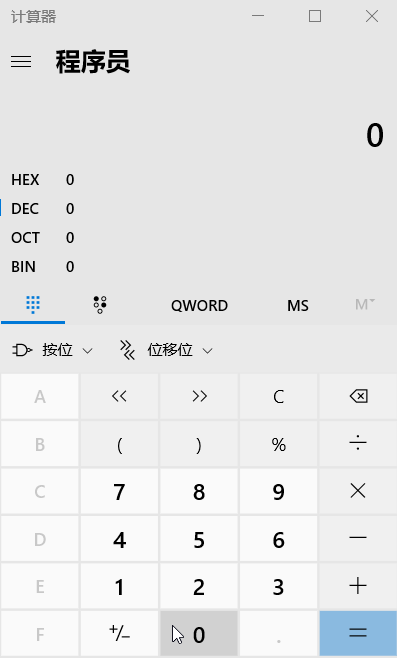 计算器
程序员
0
HEX 0
DEC 0
OCT 0
BIN 0
QWORD MS M
按位 位移位
A << >> C
B ( ) % ÷
C 7 8 9 ×
D 4 5 6 −
E 1 2 3 +
F +/− 0 . =